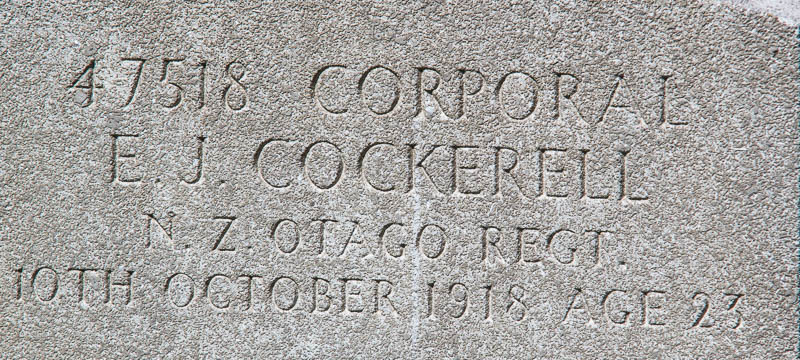 47518 CORPORAL
E. J. COCKERELL
N. Z. OTAGO REGT.
10TH OCTOBER 1918 AGE 23